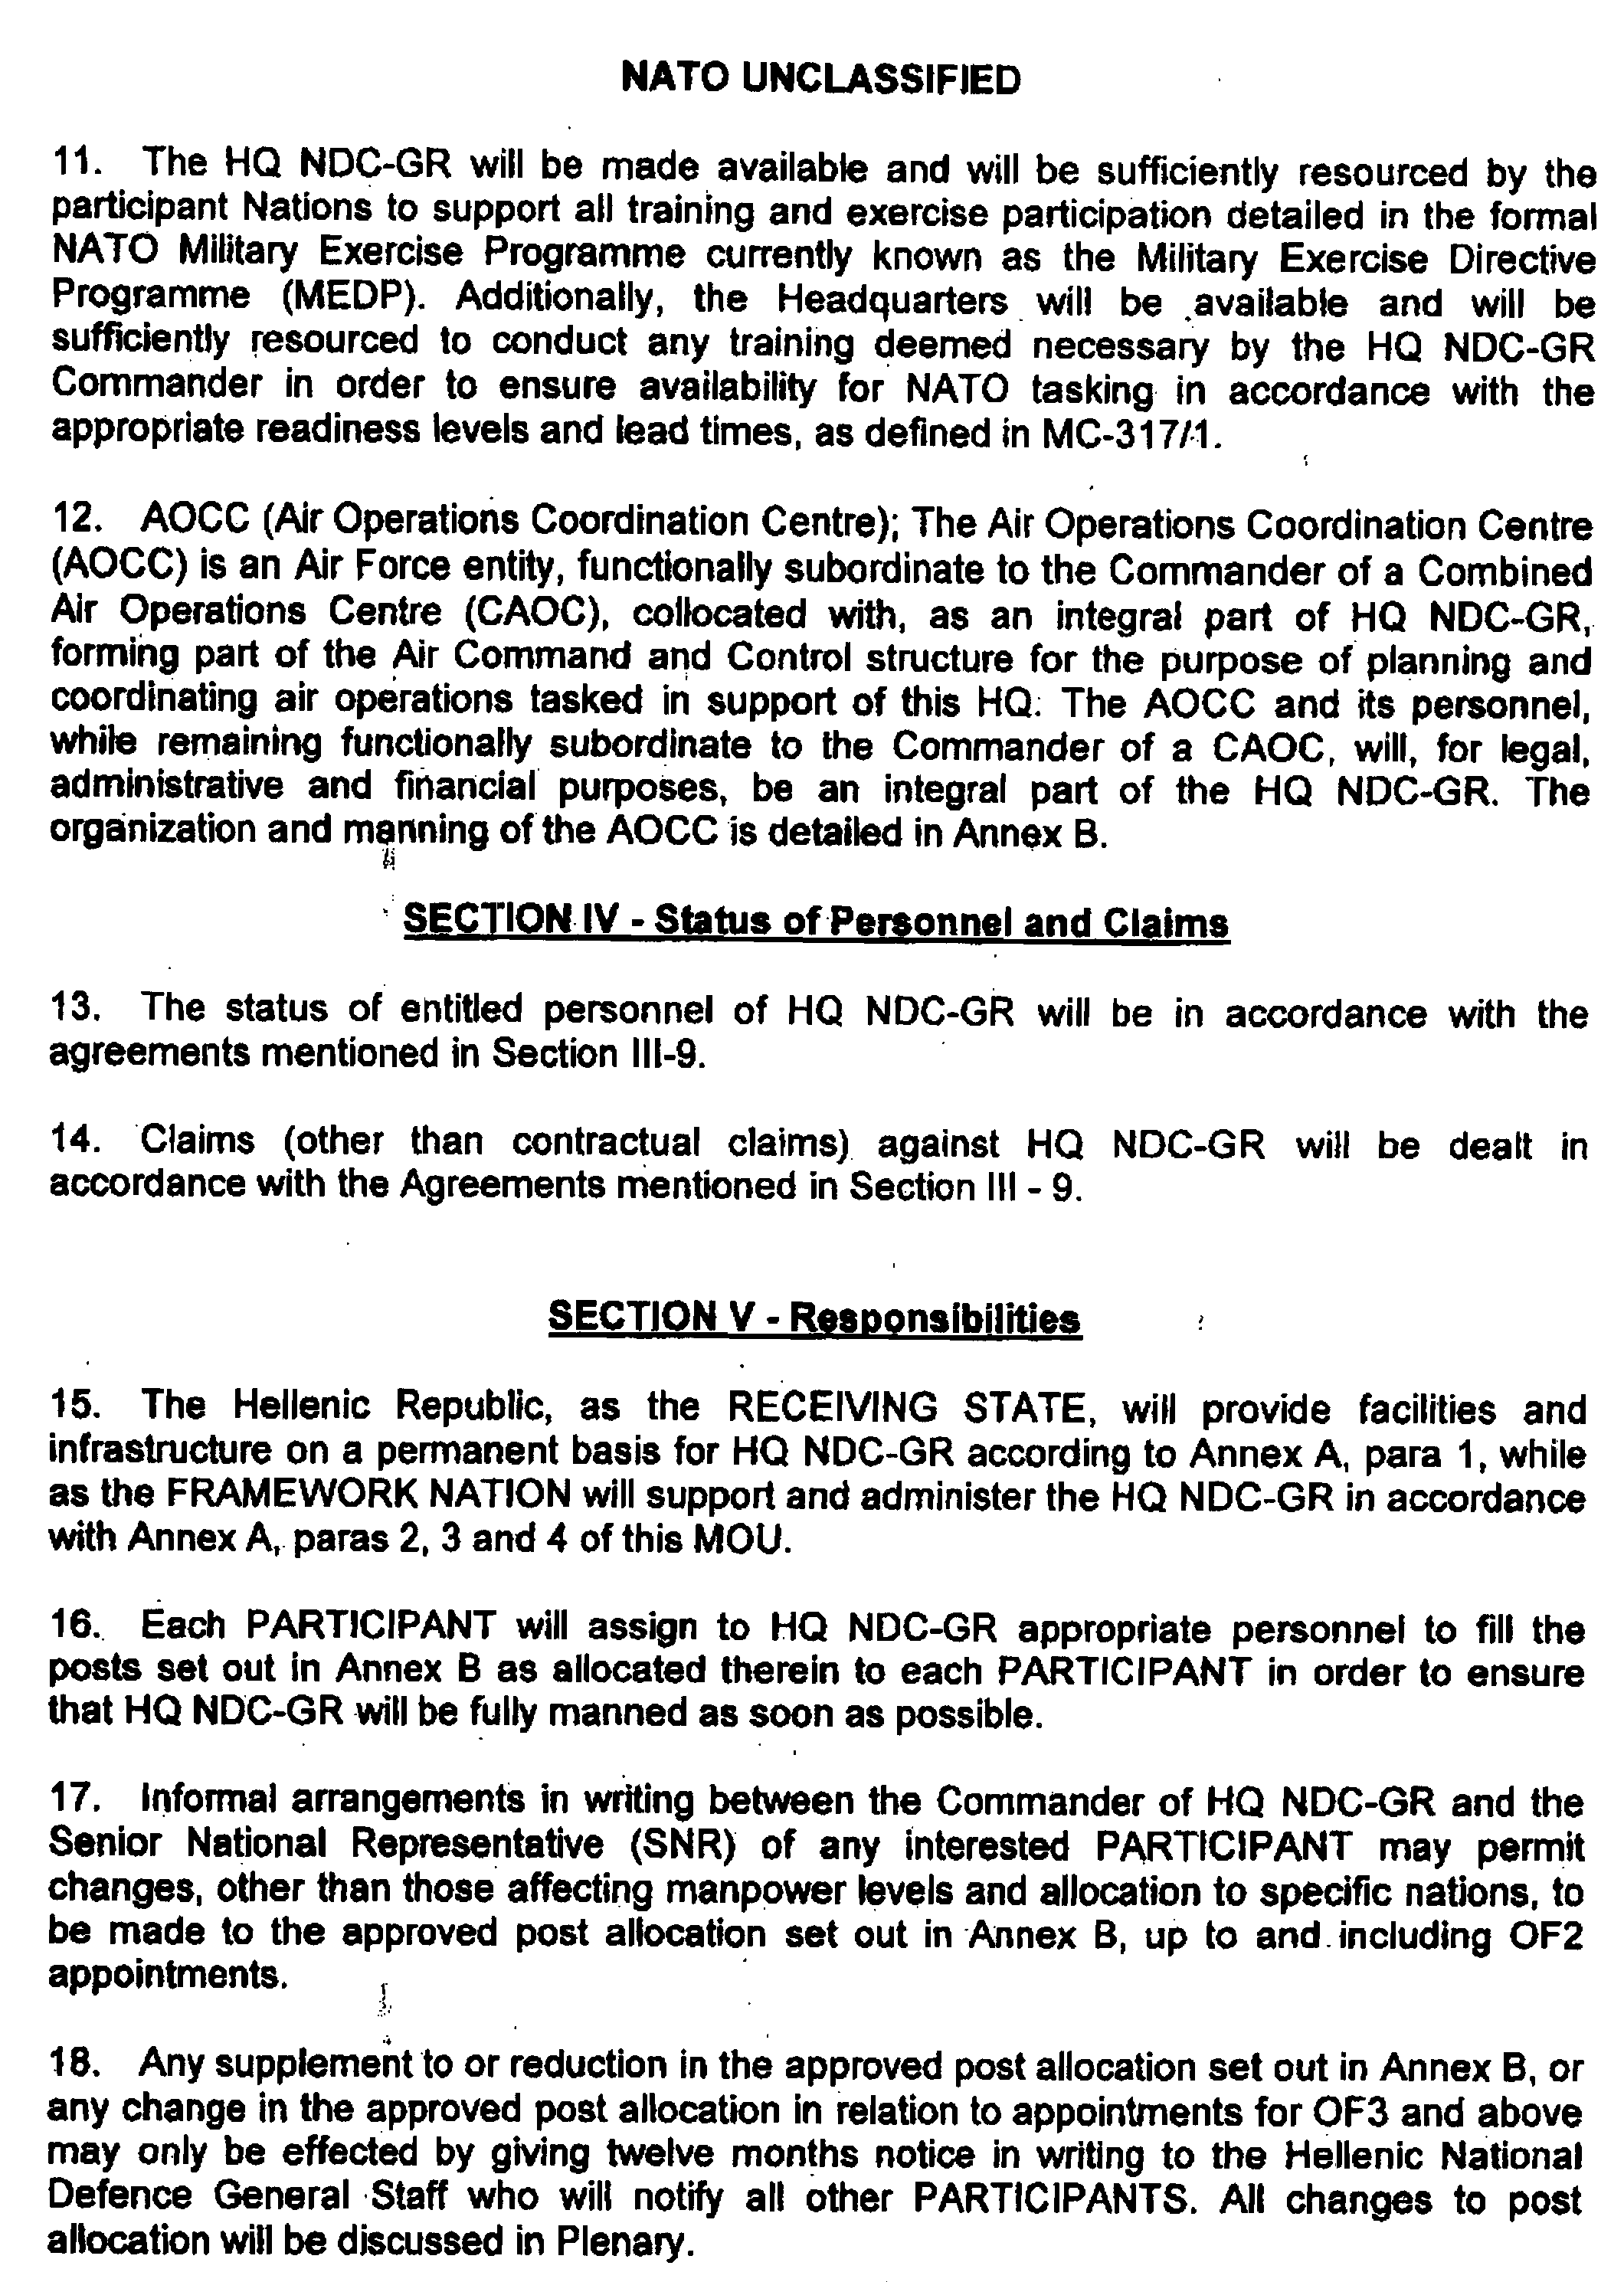 NATO UNCLASSIFIED
11. The HQ NDC-GR will be made available and will be sufficiently resourced by the
participant Nations to support all training and exercise participation detailed in the formal
NATO Military Exercise Programme currently known as the Military Exercise Directive
Programme (MEDP). Additionally, the Headquarters will be available and will be
sufficiently resourced to conduct any training deemed necessary by the HQ NDC-GR
Commander in order to ensure availability for NATO tasking in accordance with the
appropriate readiness levels and lead times, as defined in MC-317/1.
12. AOCC (Air Operations Coordination Centre); The Air Operations Coordination Centre
(AOCC) is an Air Force entity, functionally subordinate to the Commander of a Combined
Air Operations Centre (CAOC), collocated with, as an integral part of HQ NDC-GR,
forming part of the Air Command and Control structure for the purpose of planning and
coordinating air operations tasked in support of this HQ. The AOCC and its personnel,
while remaining functionally subordinate to the Commander of a CAOC, will, for legal,
administrative and financial purposes, be an integral part of the HQ NDC-GR. The
organization and manning of the AOCC is detailed in Annex B.
SECTION IV - Status of Personnel and Claims
13. The status of entitled personnel of HQ NDC-GR will be in accordance with the
agreements mentioned in Section III-9.
14. Claims (other than contractual claims) against HQ NDC-GR will be dealt in
accordance with the Agreements mentioned in Section III - 9.
SECTION V - Responsibilities
15. The Hellenic Republic, as the RECEIVING STATE, will provide facilities and
infrastructure on a permanent basis for HQ NDC-GR according to Annex A, para 1, while
as the FRAMEWORK NATION will support and administer the HQ NDC-GR in accordance
with Annex A, paras 2, 3 and 4 of this MOU.
16. Each PARTICIPANT will assign to HQ NDC-GR appropriate personnel to fill the
posts set out in Annex B as allocated therein to each PARTICIPANT in order to ensure
that HQ NDC-GR will be fully manned as soon as possible.
17. Informal arrangements in writing between the Commander of HQ NDC-GR and the
Senior National Representative (SNR) of any interested PARTICIPANT may permit
changes, other than those affecting manpower levels and allocation to specific nations, to
be made to the approved post allocation set out in Annex B, up to and including OF2
appointments.
18. Any supplement to or reduction in the approved post allocation set out in Annex B, or
any change in the approved post allocation in relation to appointments for OF3 and above
may only be effected by giving twelve months notice in writing to the Hellenic National
Defence General Staff who will notify all other PARTICIPANTS. All changes to post
allocation will be discussed in Plenary.